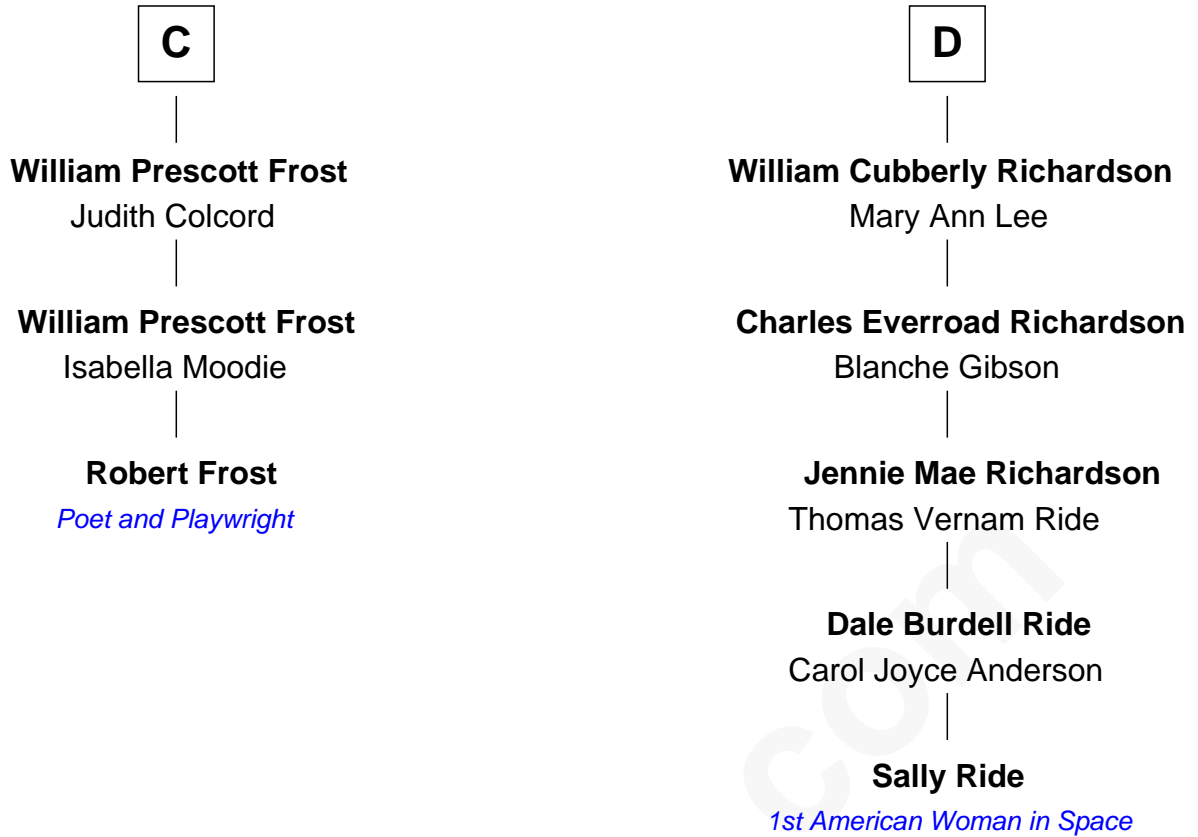 C
William Prescott Frost
Judith Colcord
William Prescott Frost
Isabella Moodie
Robert Frost
Poet and Playwright
D
William Cubberly Richardson
Mary Ann Lee
Charles Everroad Richardson
Blanche Gibson
Jennie Mae Richardson
Thomas Vernam Ride
Dale Burdell Ride
Carol Joyce Anderson
Sally Ride
1st American Woman in Space
com